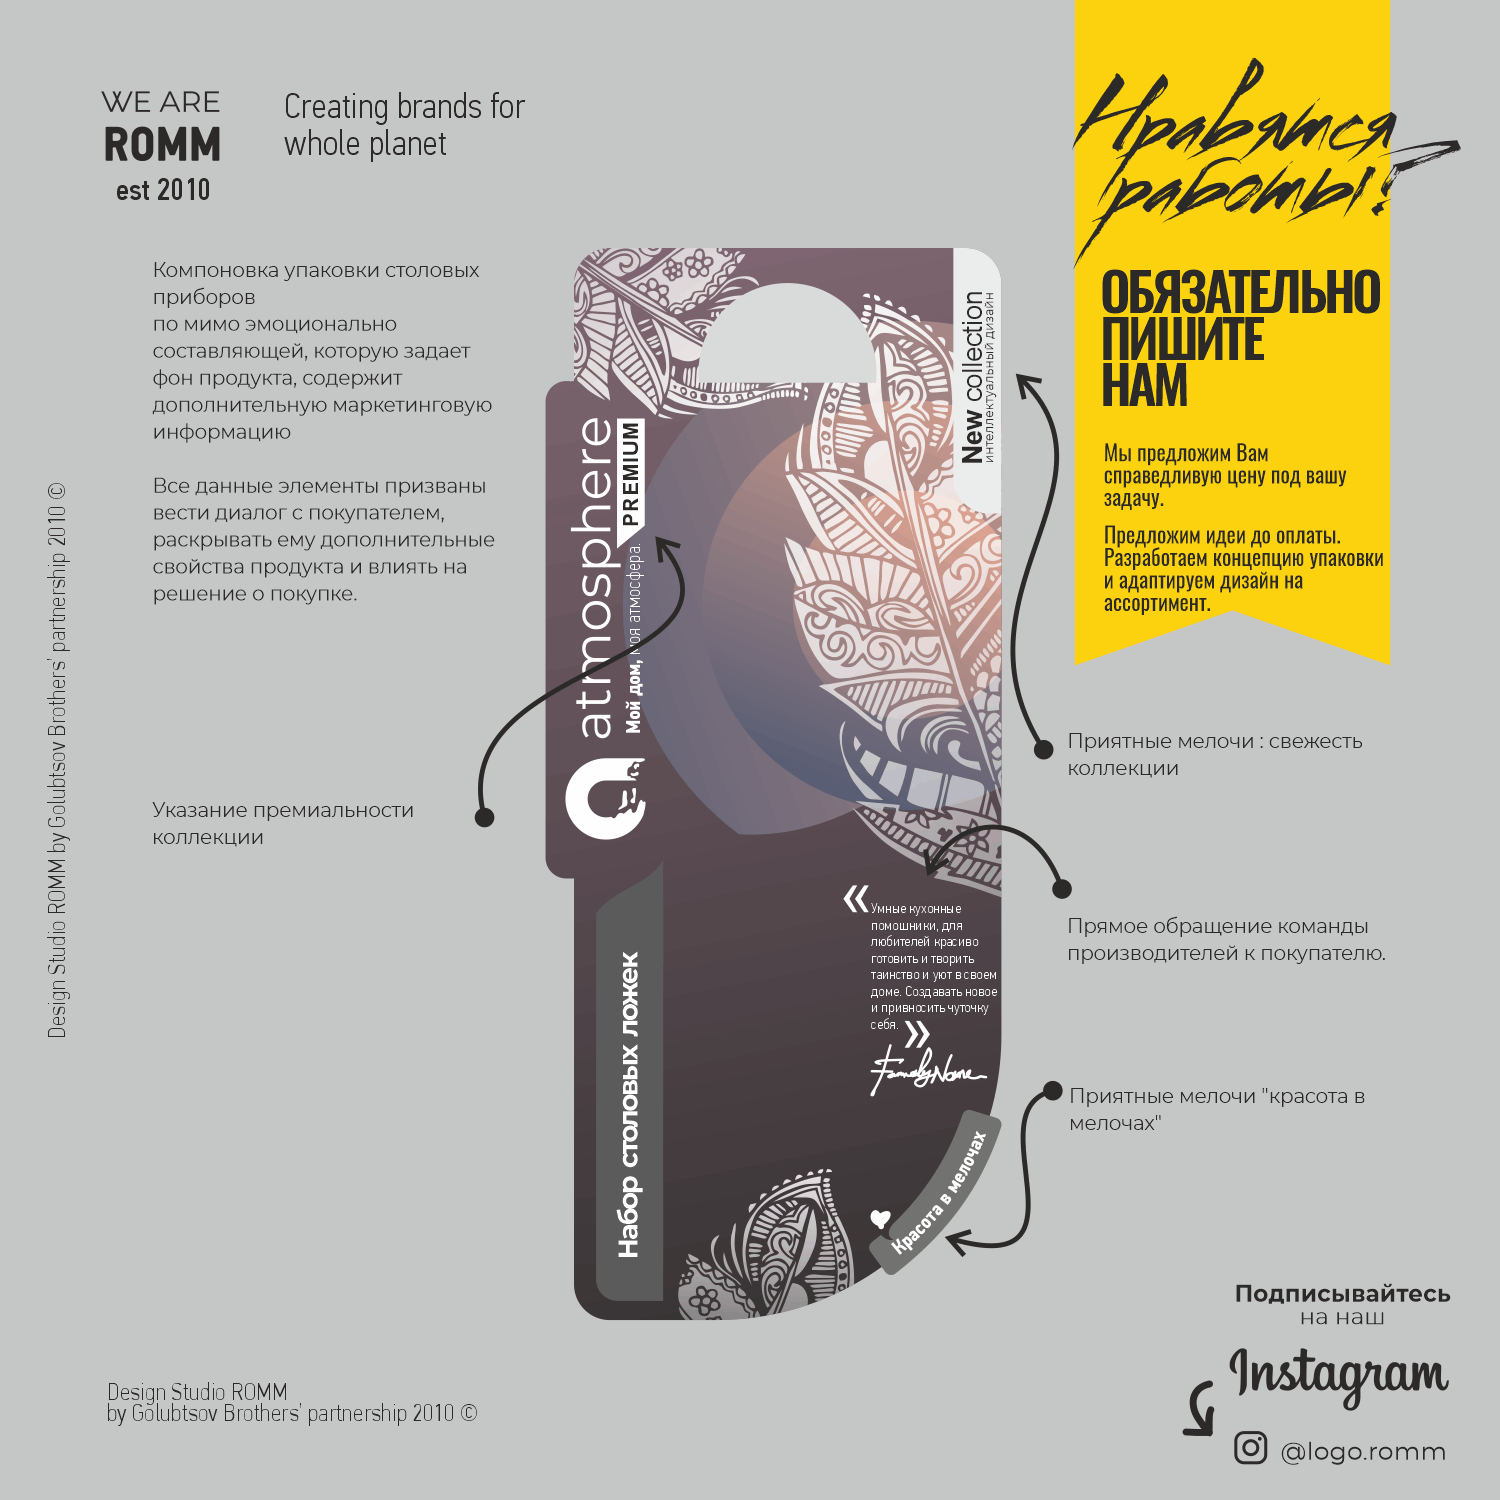 WE ARE
ROMM
est 2010
Creating brands for
whole planet
Нравятся
работы?
ОБЯЗАТЕЛЬНО
ПИШИТЕ
НАМ
Мы предложим Вам
справедливую цену под вашу
задачу.
Предложим идеи до оплаты.
Разработаем концепцию упаковки
и адаптируем дизайн на
ассортимент.
Компоновка упаковки столовых
приборов
по мимо эмоционально
составляющей, которую задает
фон продукта, содержит
дополнительную маркетинговую
информацию
Все данные элементы призваны
вести диалог с покупателем,
раскрывать ему дополнительные
свойства продукта и влиять на
решение о покупке.
Указание премиальности
коллекции
Design Studio ROMM by Golubtsov Brothers' partnership 2010 ©
atmosphere
PREMIUM
Мой дом, моя атмосфера.
New collection
интеллектуальный дизайн
Набор столовых ложек
« Умные кухонные
помошники, для
любителей красиво
готовить и творить
таинство и уют в своем
доме. Создавать новое
и привносить чуточку
себя. »
Family Name
Красота в мелочах
Приятные мелочи : свежесть
коллекции
Прямое обращение команды
производителей к покупателю.
Приятные мелочи "красота в
мелочах"
Design Studio ROMM
by Golubtsov Brothers' partnership 2010 ©
Подписывайтесь
на наш
Instagram
@logo.romm